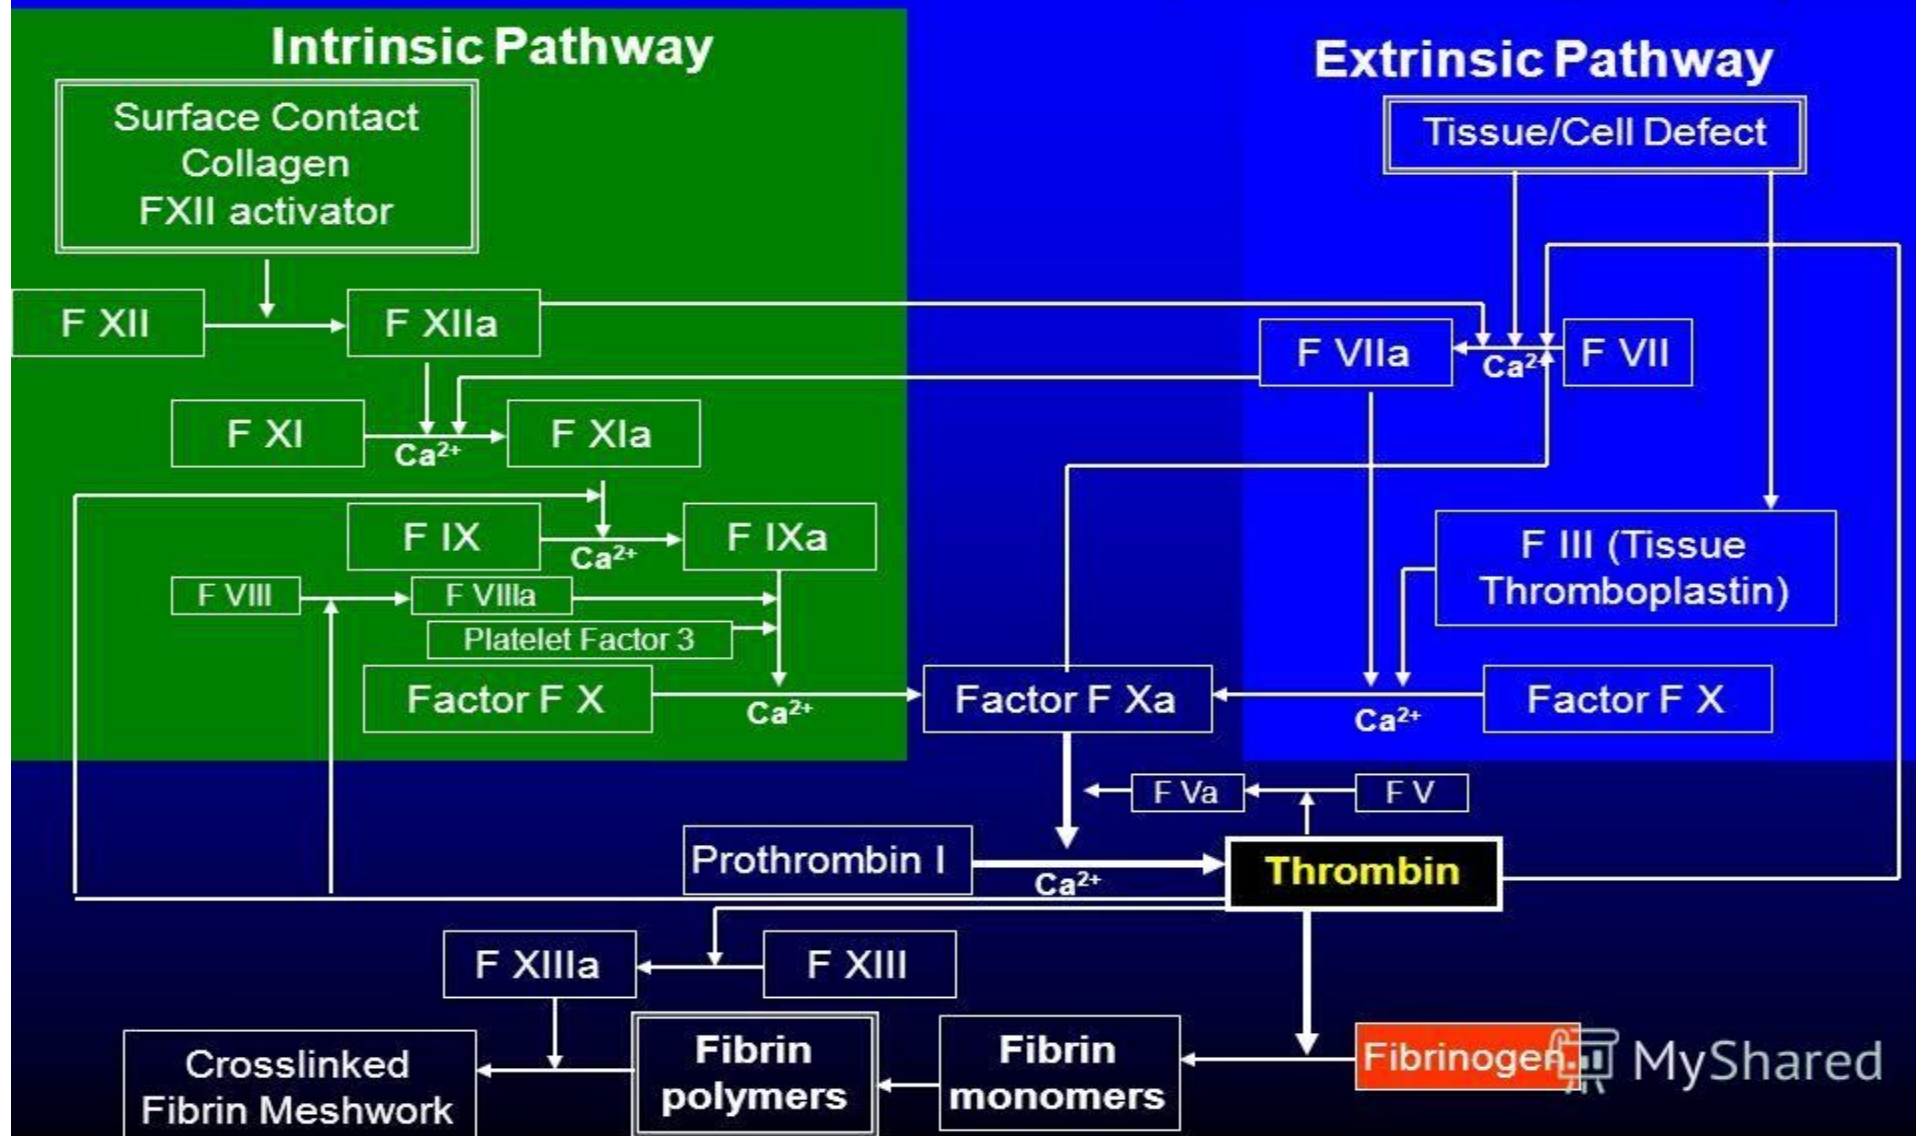 Intrinsic Pathway
Extrinsic Pathway
Surface Contact
Collagen
FXII activator
Tissue/Cell Defect
F XII
F XIIa
F VIIa
Ca²⁺
F VII
F XI
Ca²⁺
F XIa
F IX
Ca²⁺
F IXa
F III (Tissue
Thromboplastin)
F VIII
F VIIIa
Platelet Factor 3
Factor F X
Ca²⁺
Factor F Xa
Ca²⁺
Factor F X
F Va
F V
Prothrombin I
Ca²⁺
Thrombin
F XIIIa
F XIII
Crosslinked
Fibrin Meshwork
Fibrin
polymers
Fibrin
monomers
Fibrinogen
MyShared